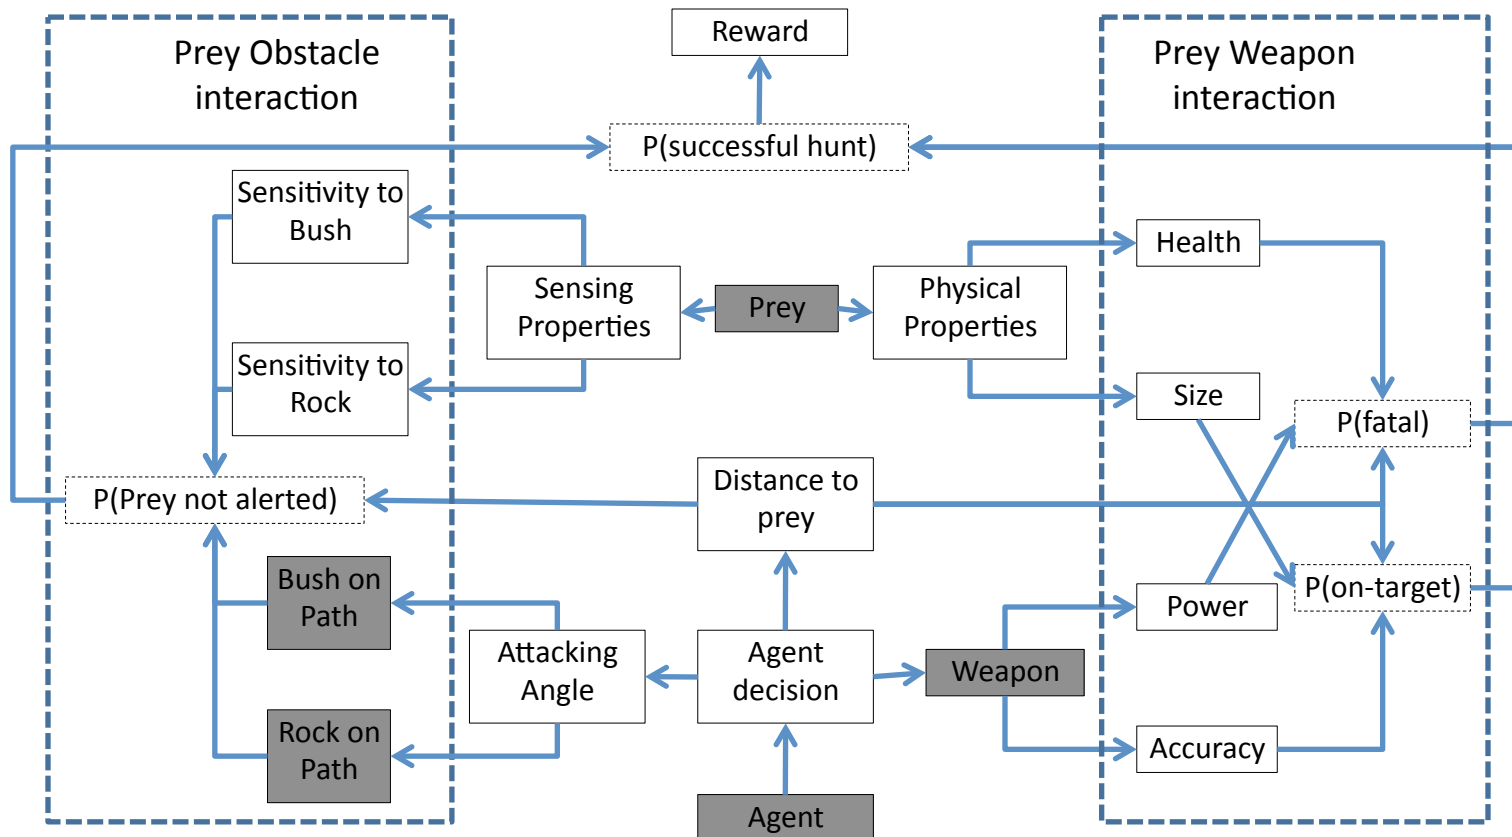 Reward
Prey Obstacle
interaction
Prey Weapon
interaction
P(successful hunt)
Sensitivity to
Bush
Health
Sensing
Properties
Prey
Physical
Properties
Sensitivity to
Rock
Size
P(fatal)
P(Prey not alerted)
Distance to
prey
Bush on
Path
Power
P(on-target)
Attacking
Angle
Agent
decision
Weapon
Rock on
Path
Accuracy
Agent